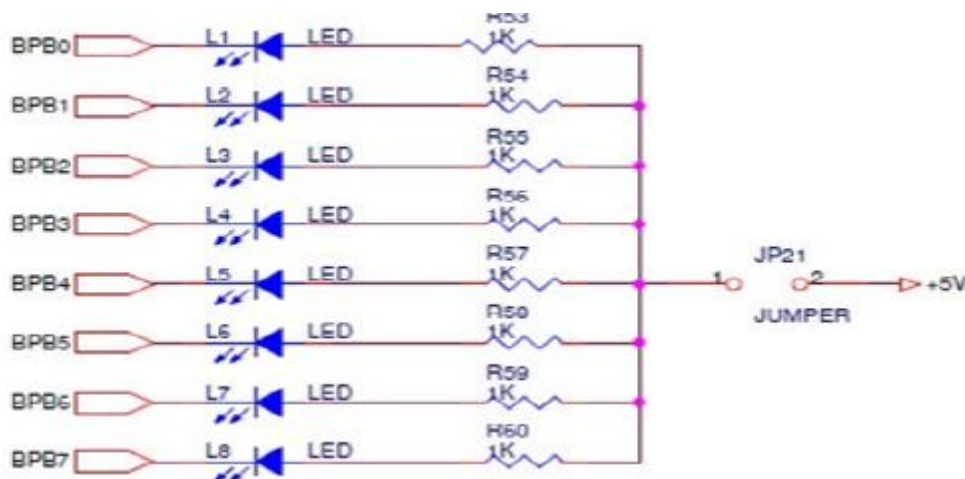 R53
BPB0 L1 LED 1K
R54
BPB1 L2 LED 1K
R55
BPB2 L3 LED 1K
R56
BPB3 L4 LED 1K
R57
JP21
BPB4 L5 LED 1K 1 2 +5V
JUMPER
R58
BPB5 L6 LED 1K
R59
BPB6 L7 LED 1K
R60
BPB7 L8 LED 1K